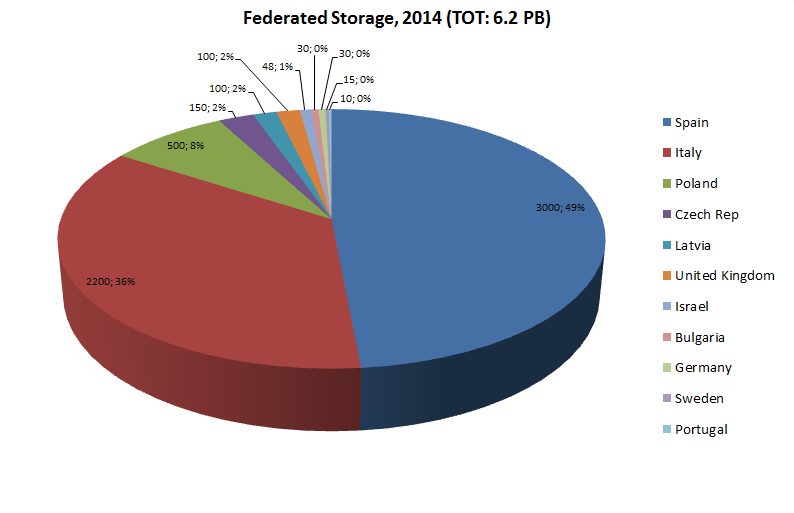 Federated Storage, 2014 (TOT: 6.2 PB)
30; 0%
30; 0%
100; 2%
48; 1%
15; 0%
100; 2%
10; 0%
150; 2%
500; 8%
3000; 49%
2200; 36%
Spain
Italy
Poland
Czech Rep
Latvia
United Kingdom
Israel
Bulgaria
Germany
Sweden
Portugal